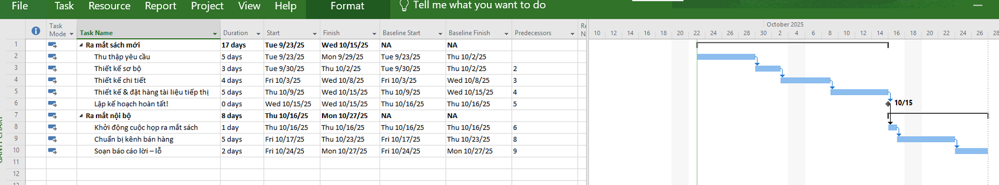 File Task Resource Report Project View Help Format Tell me what you want to do
Task Mode Task Name Duration Start Finish Baseline Start Baseline Finish Predecessors Re N
October 2025
10 12 14 16 18 20 22 24 26 28 30 2 4 6 8 10 12 14 16 18 20 22 24 26 28
1 Ra mắt sách mới 17 days Tue 9/23/25 Wed 10/15/25 NA NA
2 Thu thập yêu cầu 5 days Tue 9/23/25 Mon 9/29/25 Tue 9/23/25 Thu 10/2/25
3 Thiết kế sơ bộ 3 days Tue 9/30/25 Thu 10/2/25 Tue 9/30/25 Thu 10/2/25 2
4 Thiết kế chi tiết 4 days Fri 10/3/25 Wed 10/8/25 Fri 10/3/25 Wed 10/8/25 3
5 Thiết kế & đặt hàng tài liệu tiếp thị 5 days Thu 10/9/25 Wed 10/15/25 Thu 10/9/25 Wed 10/15/25 4
6 Lập kế hoạch hoàn tất! 0 days Wed 10/15/25 Wed 10/15/25 Thu 10/16/25 Thu 10/16/25 5 10/15
7 Ra mắt nội bộ 8 days Thu 10/16/25 Mon 10/27/25 NA NA
8 Khởi động cuộc họp ra mắt sách 1 day Thu 10/16/25 Thu 10/16/25 Thu 10/16/25 Thu 10/16/25 6
9 Chuẩn bị kênh bán hàng 5 days Fri 10/17/25 Thu 10/23/25 Fri 10/17/25 Thu 10/23/25 8
10 Soạn báo cáo lời – lỗ 2 days Fri 10/24/25 Mon 10/27/25 Fri 10/24/25 Mon 10/27/25 9
11
12